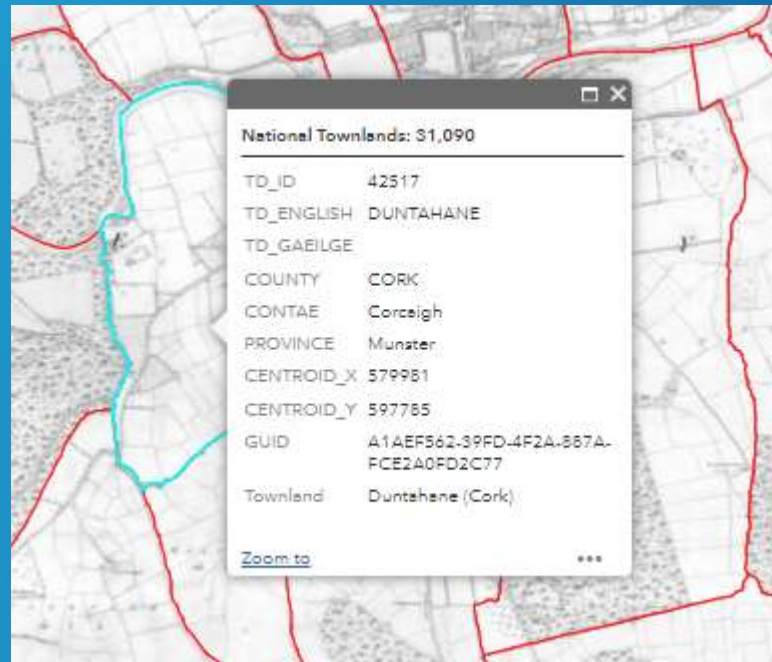 National Townlands: 31,090
TD_ID 42517
TD_ENGLISH DUNTAHANE
TD_GAEILGE
COUNTY CORK
CONTAE Corcaigh
PROVINCE Munster
CENTROID_X 579981
CENTROID_Y 597785
GUID A1AEF562-39FD-4F2A-887A-
FCE2A0FD2C77
Townland Duntahane (Cork)
Zoom to